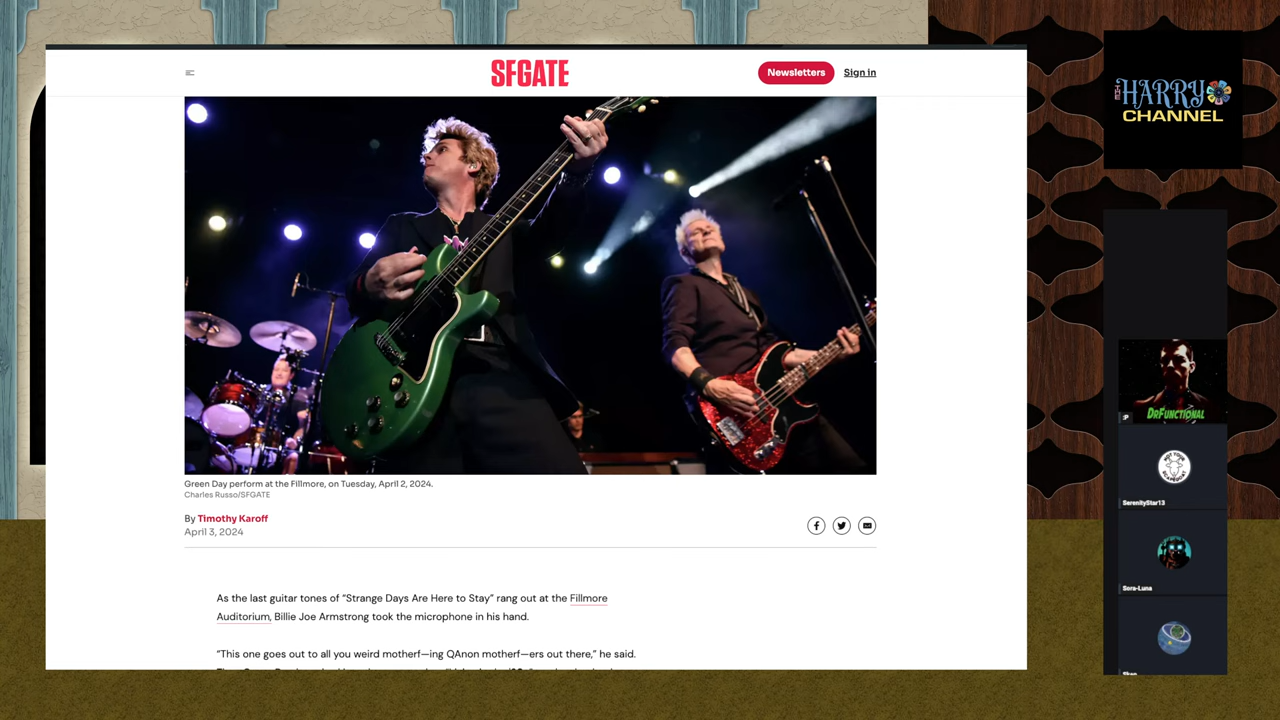 SFGATE
Newsletters
Sign in
Green Day perform at the Fillmore, on Tuesday, April 2, 2024.
Charles Russo/SFGATE
By Timothy Karoff
April 3, 2024
As the last guitar tones of “Strange Days Are Here to Stay” rang out at the Fillmore
Auditorium, Billie Joe Armstrong took the microphone in his hand.
“This one goes out to all you weird motherf—ing QAnon motherf—ers out there,” he said.
THE
HARRY
CHANNEL
DRFUNCTIONAL
:P
NOT YOUR
SerenityStar13
Sora-Luna